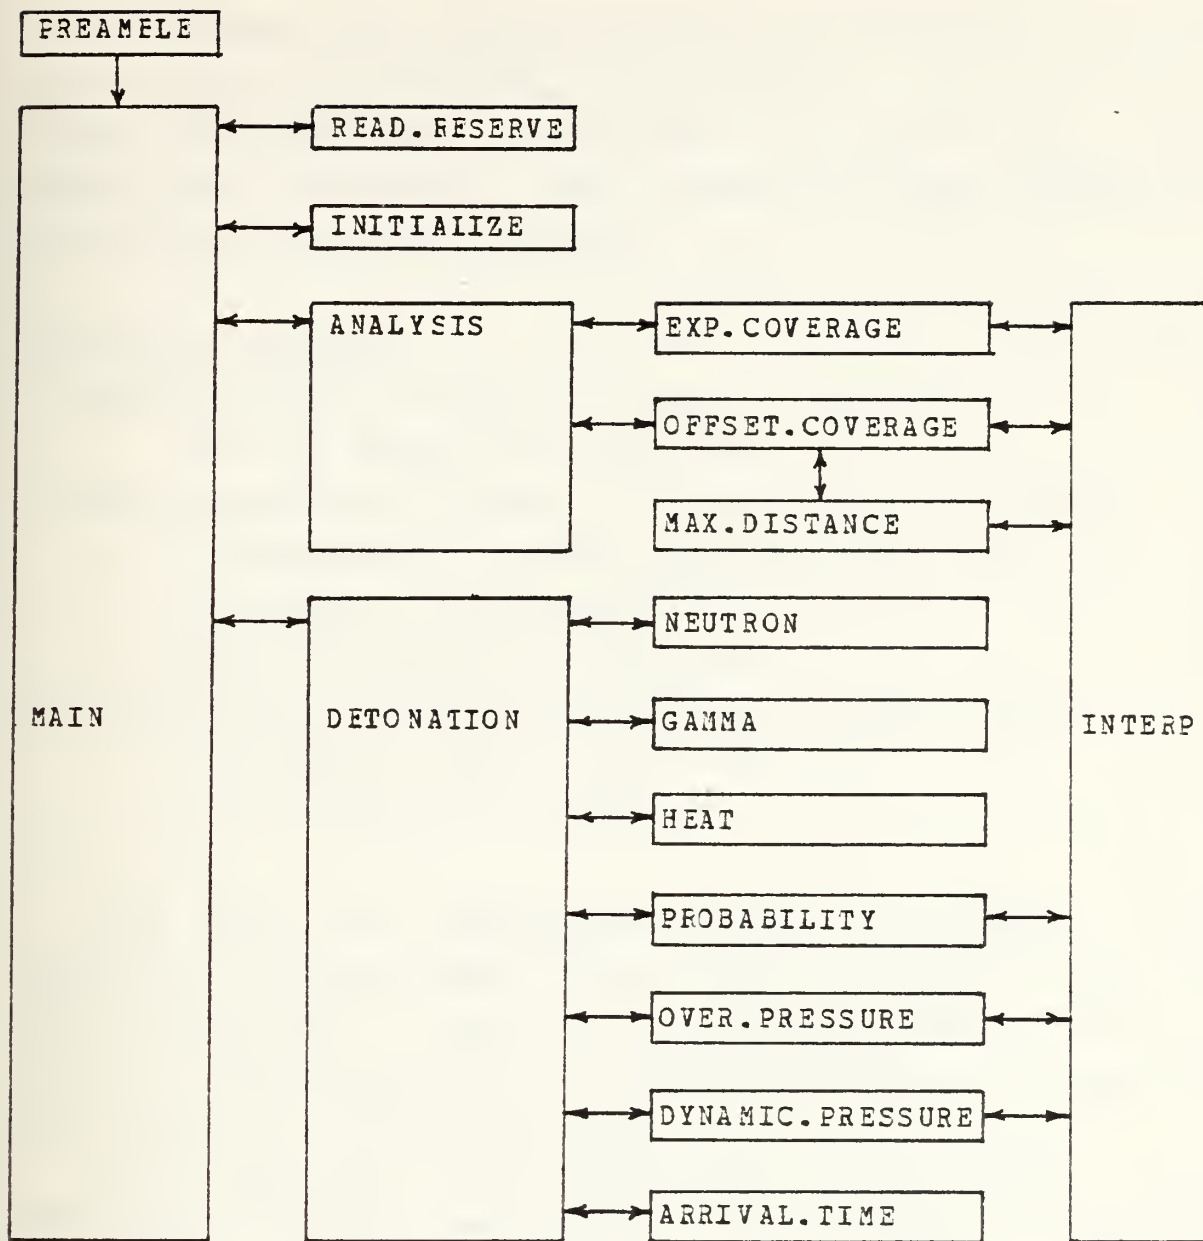 PREAMBLE
READ.RESERVE
INITIALIZE
ANALYSIS
EXP.COVERAGE
OFFSET.COVERAGE
MAX.DISTANCE
NEUTRON
MAIN
DETONATION
GAMMA
INTERP
HEAT
PROBABILITY
OVER.PRESSURE
DYNAMIC.PRESSURE
ARRIVAL.TIME